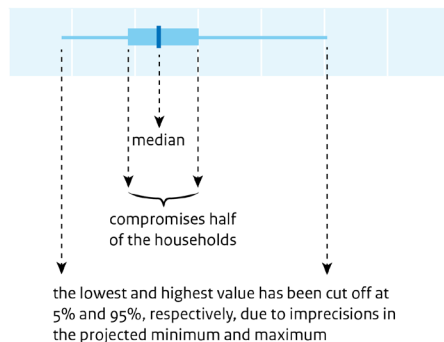 median
compromises half
of the households
the lowest and highest value has been cut off at
5% and 95%, respectively, due to imprecisions in
the projected minimum and maximum